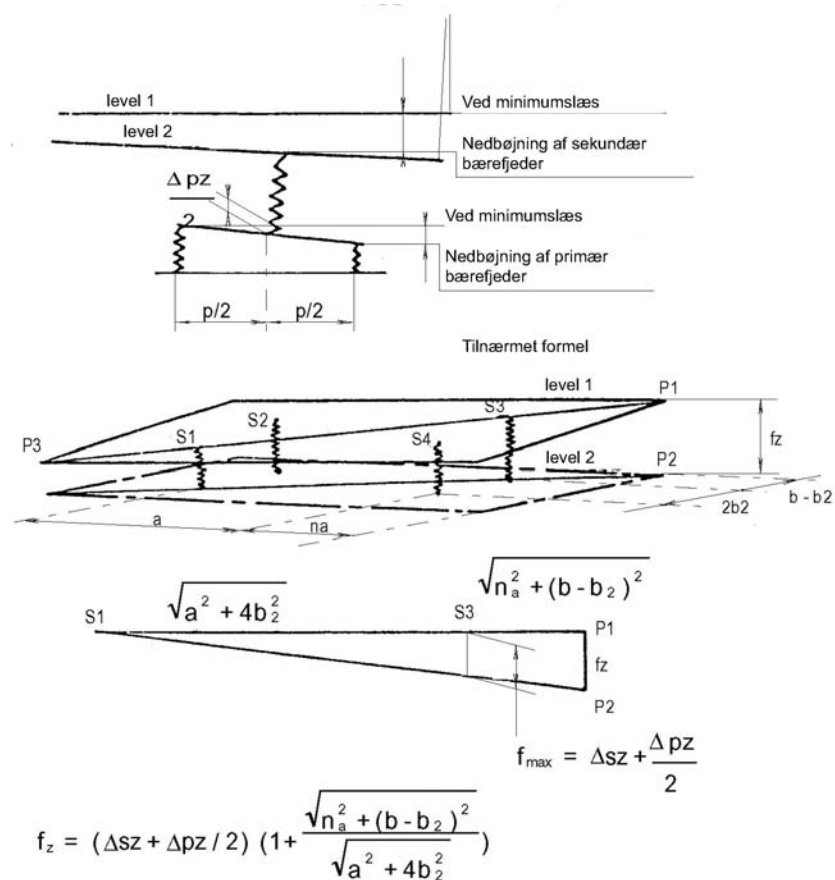 level 1
Ved minimumslæs
level 2
Nedbøjning af sekundær
bærefjeder
Δ pz
2
Ved minimumslæs
Nedbøjning af primær
bærefjeder
p/2
p/2
Tilnærmet formel
level 1
P1
S3
S2
S1
S4
P3
fz
level 2
P2
a
na
2b2
b - b2
√(a² + 4b₂²)
√(nₐ² + (b - b₂)²)
S1
S3
P1
fz
P2
f_max = Δsz + Δpz/2
f_z = (Δsz + Δpz / 2) (1+ √(nₐ² + (b - b₂)²) / √(a² + 4b₂²) )